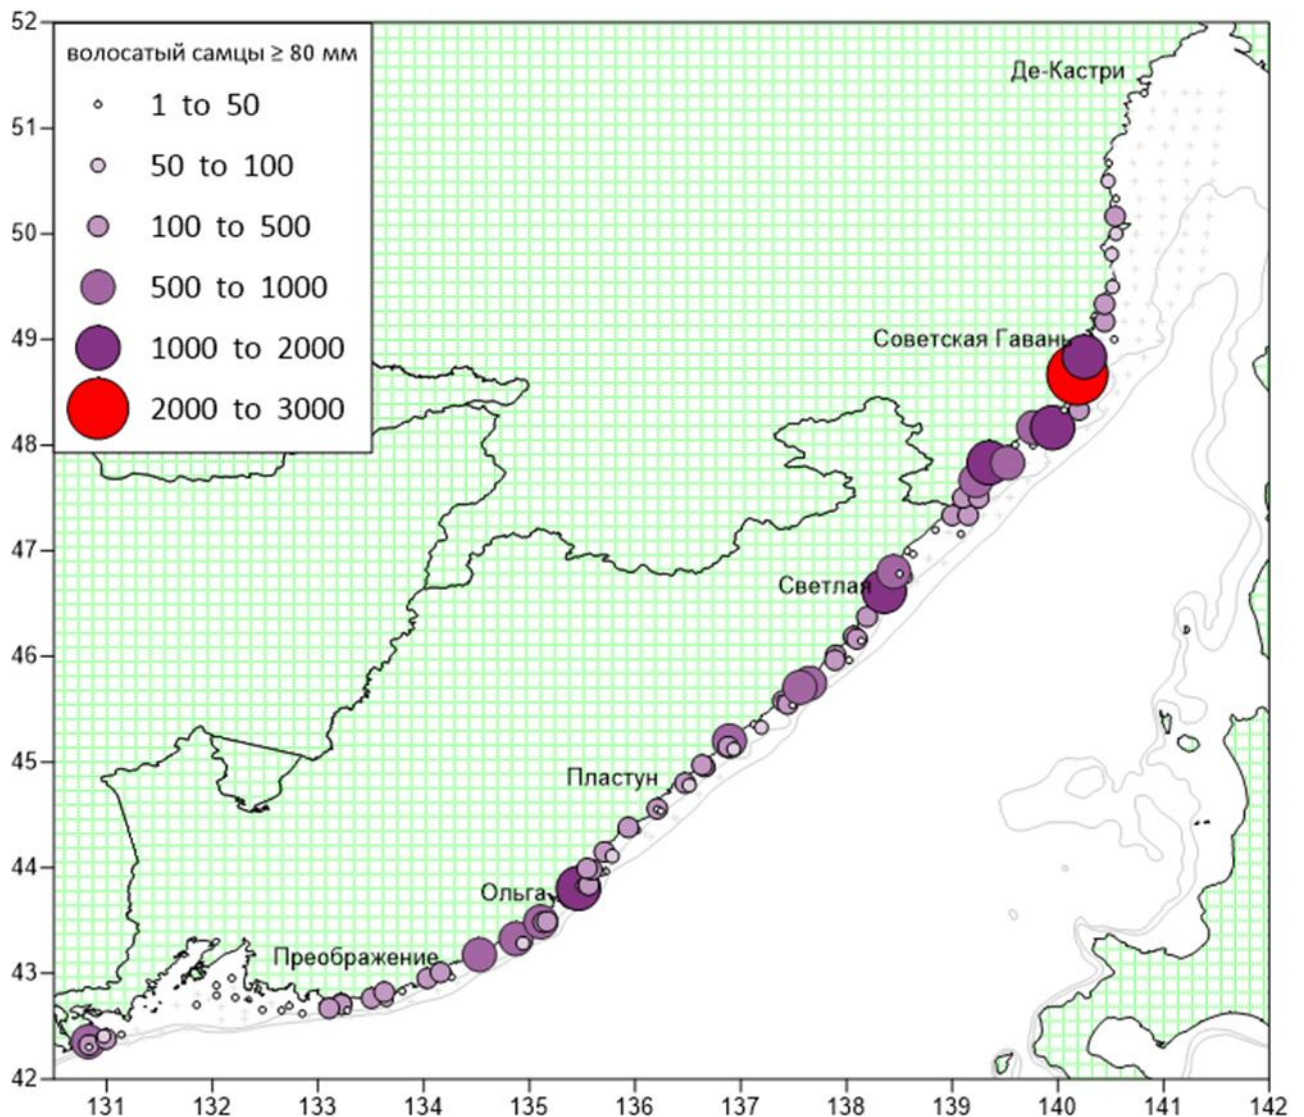 волосатый самцы ≥ 80 мм
1 to 50
50 to 100
100 to 500
500 to 1000
1000 to 2000
2000 to 3000
Де-Кастри
Советская Гавань
Светлая
Пластун
Ольга
Преображение
52
51
50
49
48
47
46
45
44
43
42
131 132 133 134 135 136 137 138 139 140 141 142